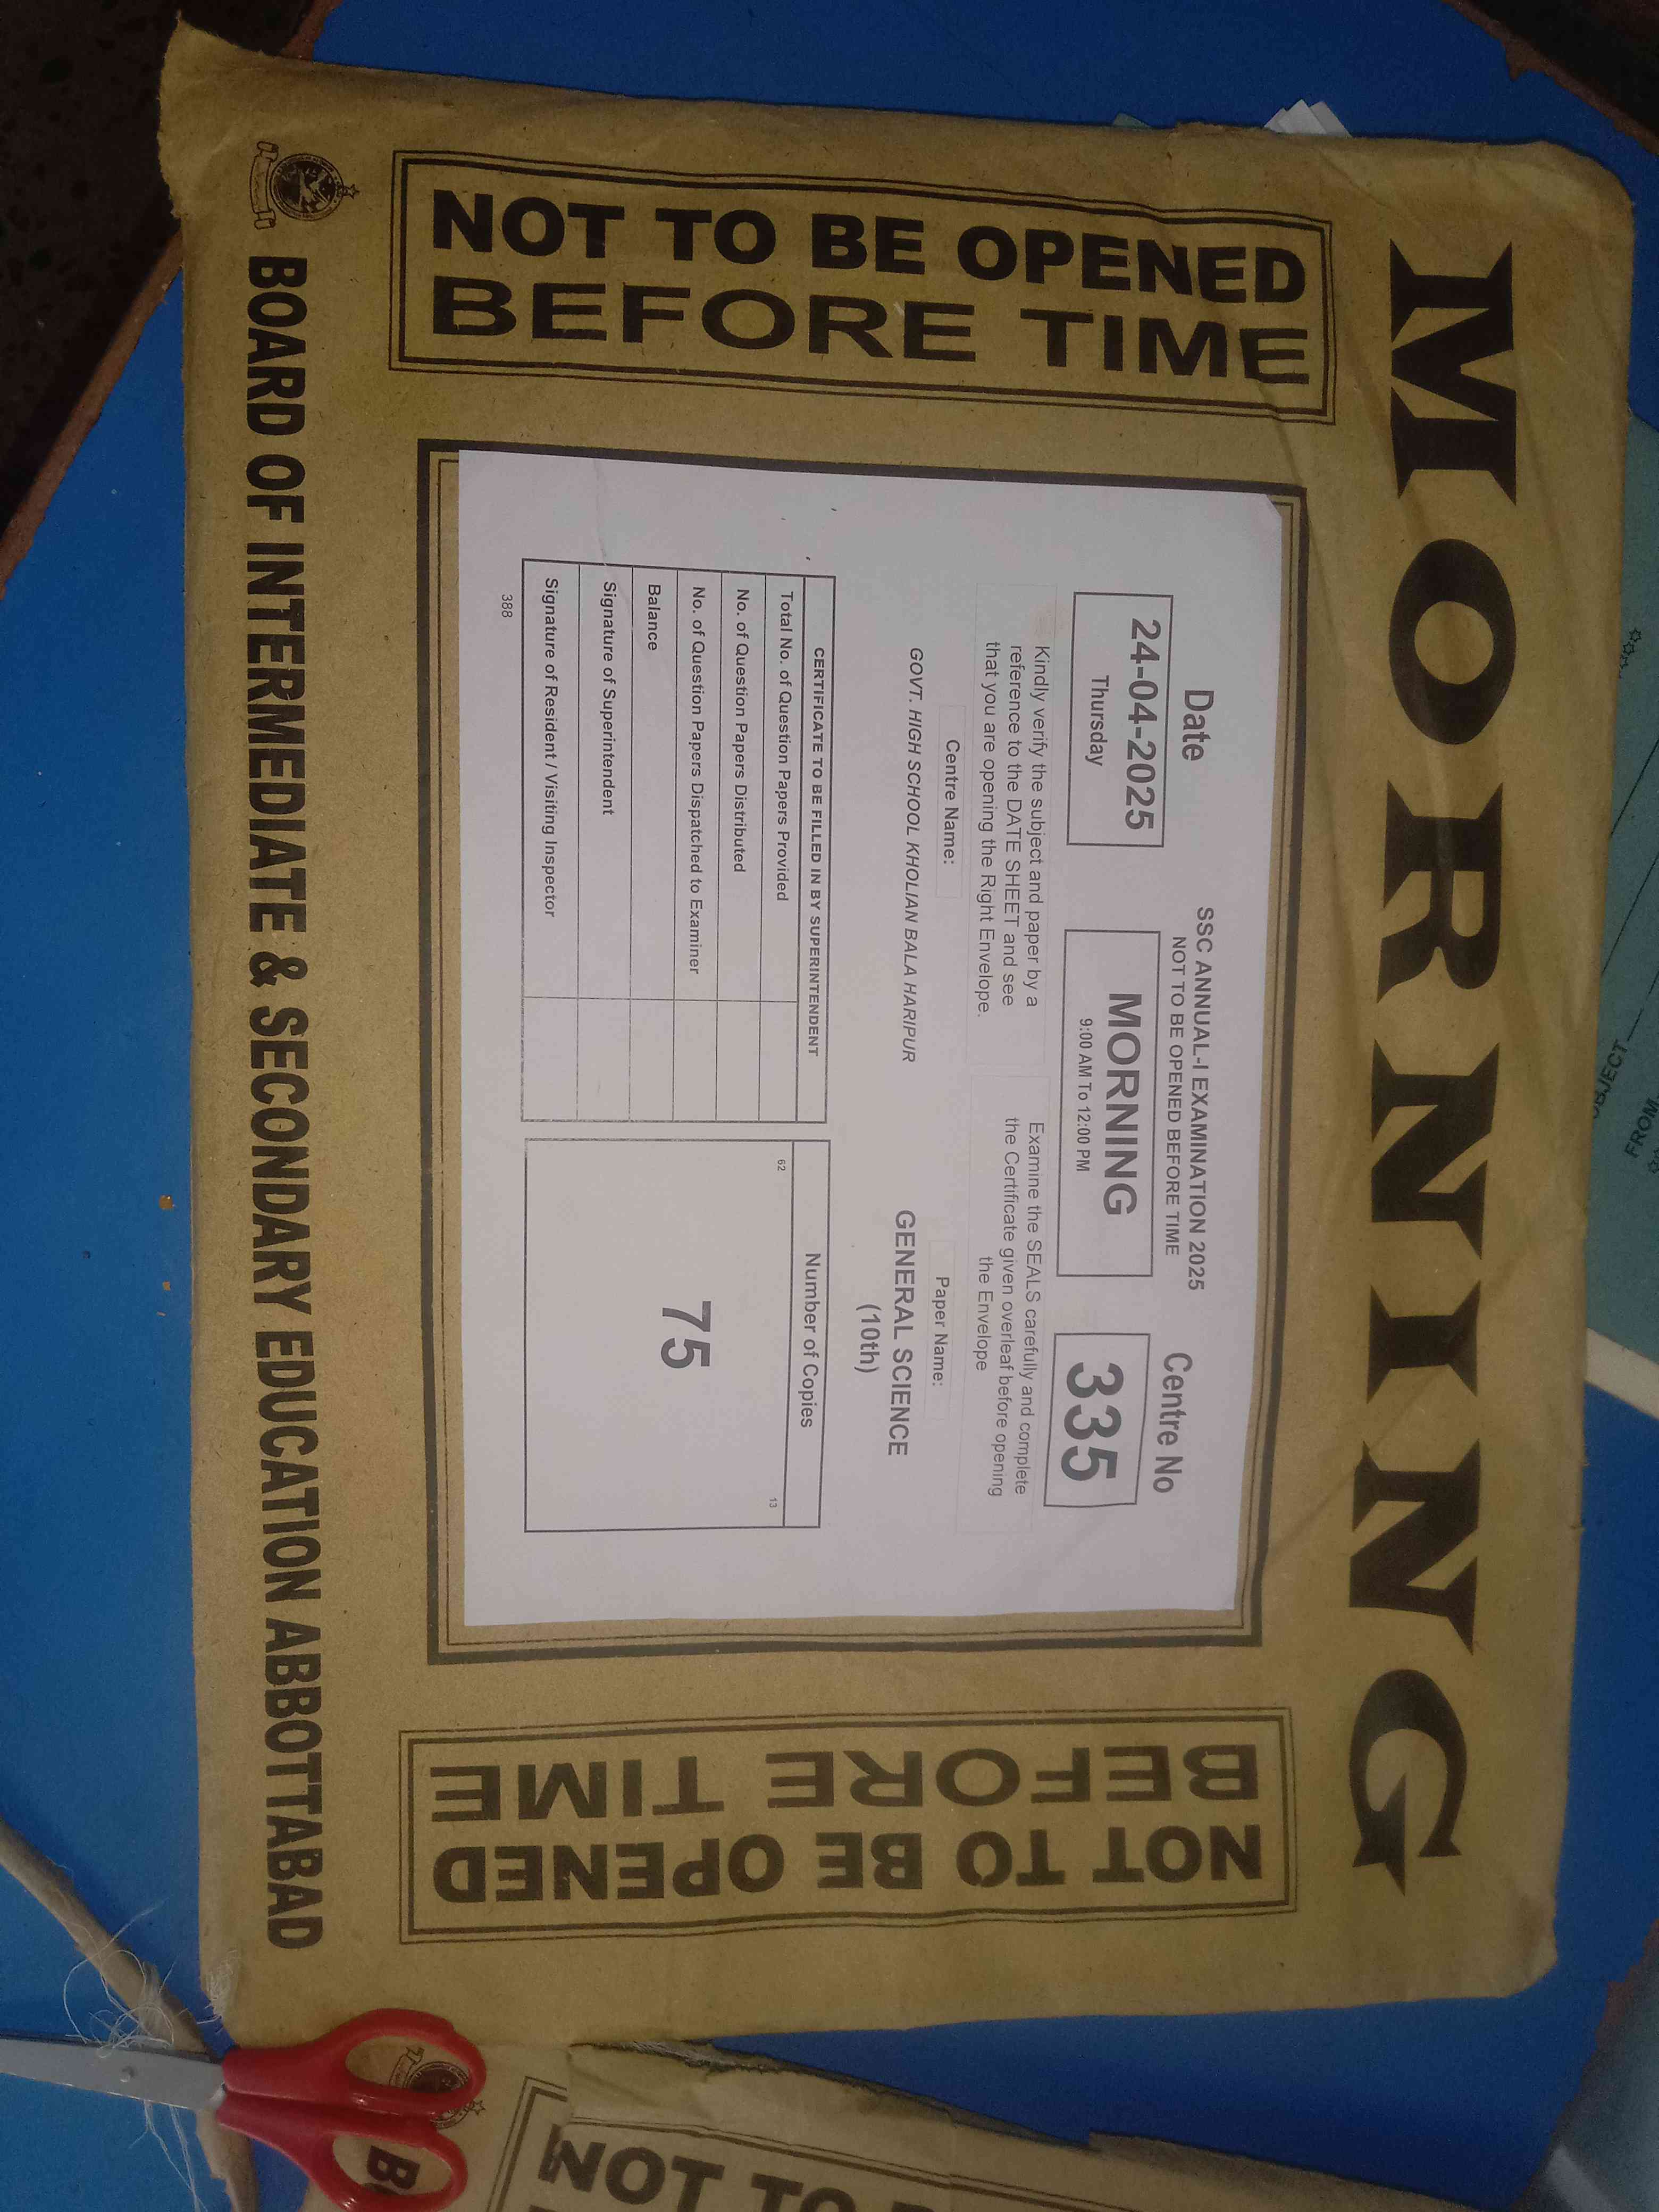 MORNING
NOT TO BE OPENED
BEFORE TIME
Date
SSC ANNUAL-I EXAMINATION 2025
NOT TO BE OPENED BEFORE TIME
Centre No
24-04-2025
Thursday
MORNING
9:00 AM To 12:00 PM
335
Kindly verify the subject and paper by a
reference to the DATE SHEET and see
that you are opening the Right Envelope.
Examine the SEALS carefully and complete
the Certificate given overleaf before opening
the Envelope
Centre Name:
GOVT. HIGH SCHOOL KHOLIAN BALA HARIPUR
Paper Name:
GENERAL SCIENCE
(10th)
CERTIFICATE TO BE FILLED IN BY SUPERINTENDENT
Total No. of Question Papers Provided
No. of Question Papers Distributed
No. of Question Papers Dispatched to Examiner
Balance
Signature of Superintendent
Signature of Resident / Visiting Inspector
388
Number of Copies
62
13
75
NOT TO BE OPENED
BEFORE TIME
BOARD OF INTERMEDIATE & SECONDARY EDUCATION ABBOTTABAD
NOT TO
B
FROM